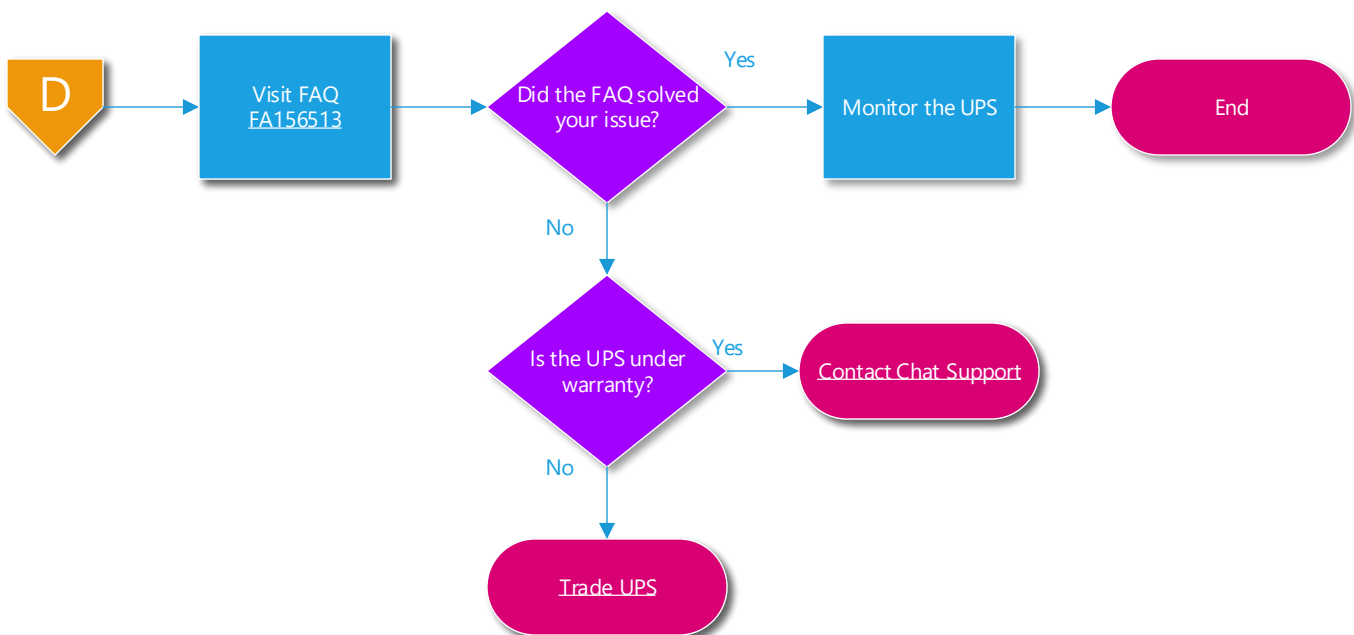 D
Visit FAQ
FA156513
Did the FAQ solved
your issue?
Yes
Monitor the UPS
End
No
Is the UPS under
warranty?
Yes
Contact Chat Support
No
Trade UPS